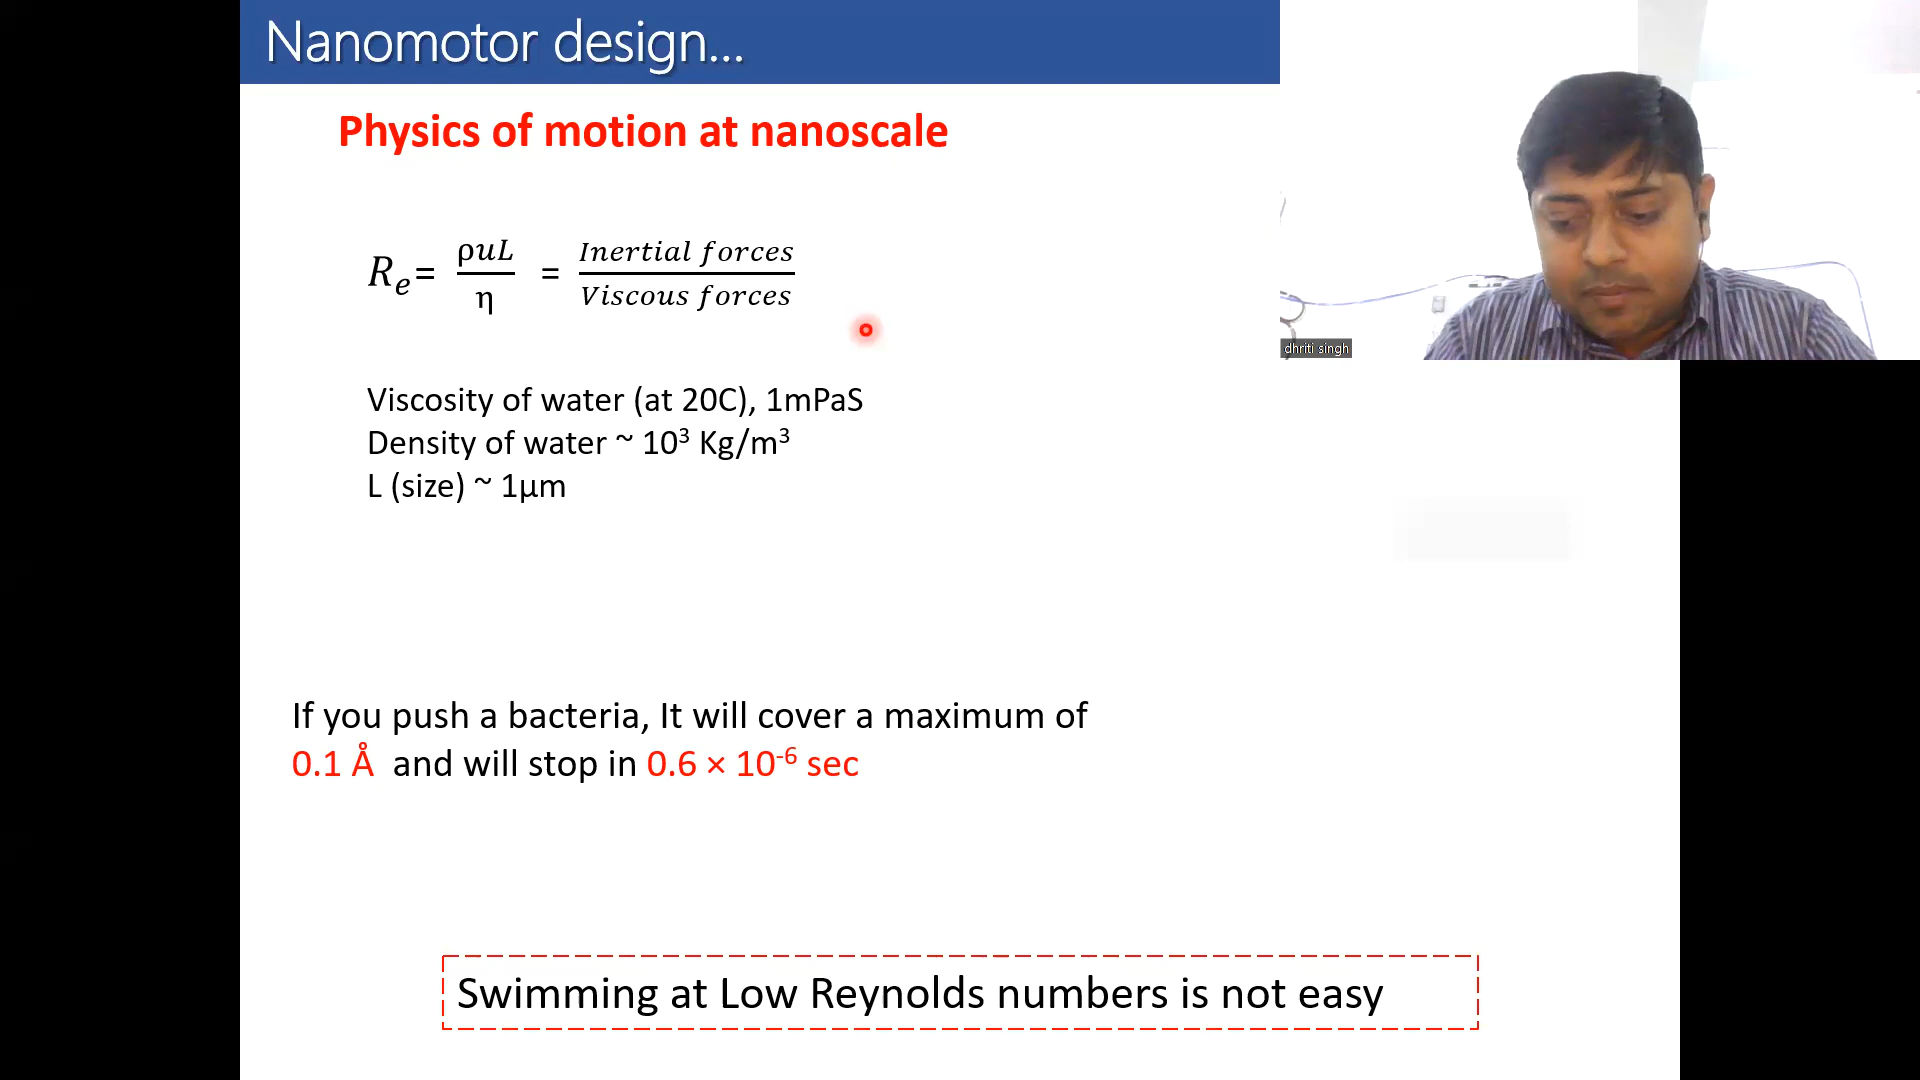 Nanomotor design...
Physics of motion at nanoscale
Rₑ= ρuL/η = Inertial forces/Viscous forces
dhriti singh
Viscosity of water (at 20C), 1mPaS
Density of water ~ 10³ Kg/m³
L (size) ~ 1µm
If you push a bacteria, It will cover a maximum of
0.1 Å and will stop in 0.6 × 10⁻⁶ sec
Swimming at Low Reynolds numbers is not easy